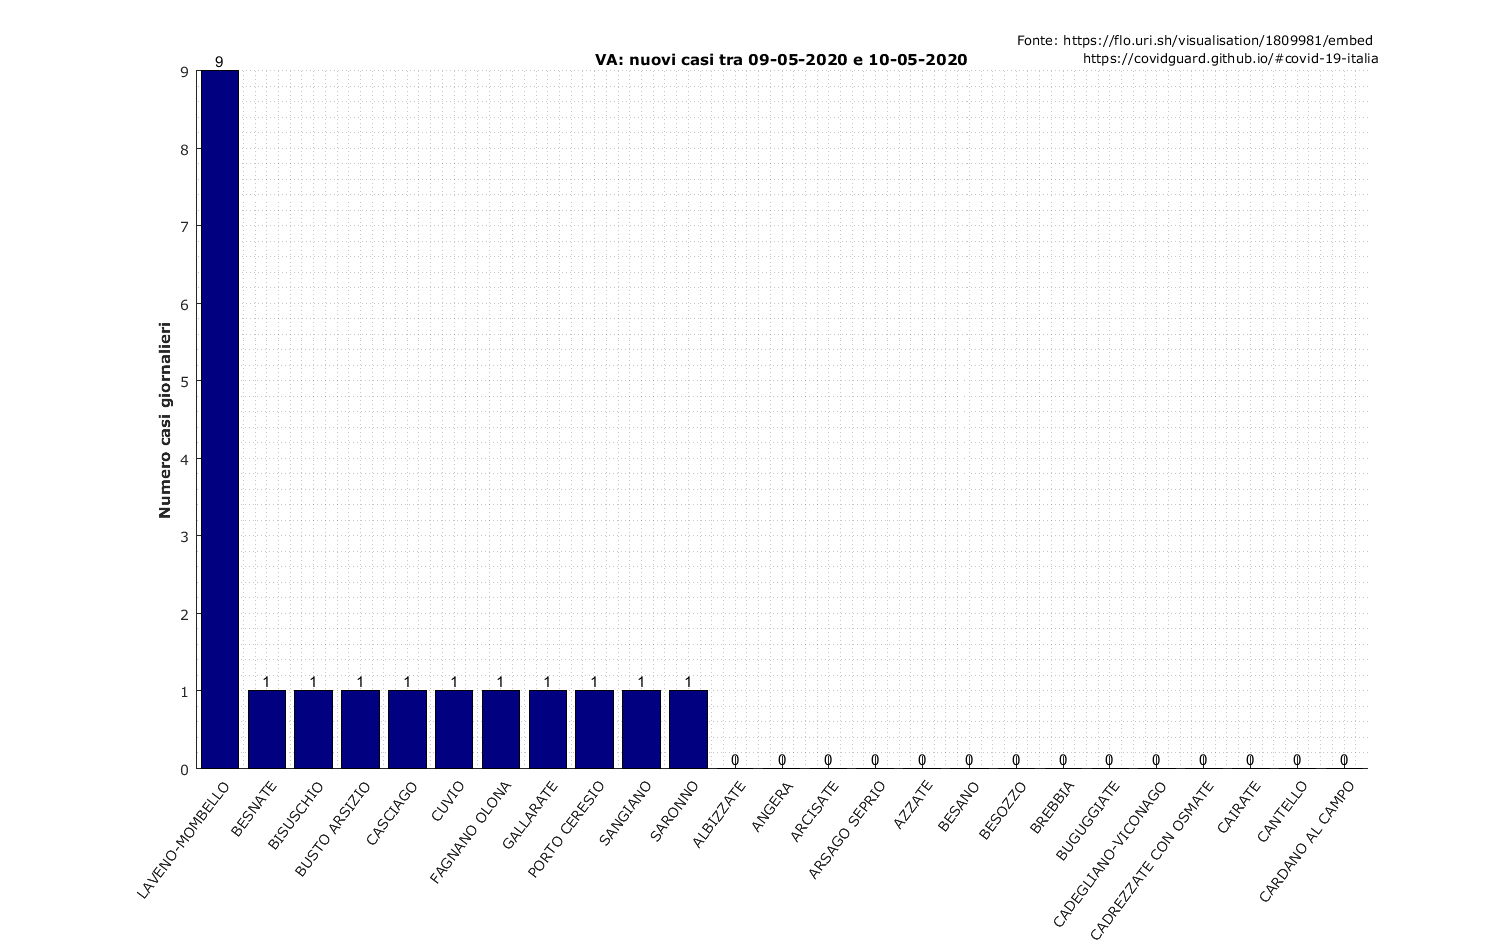 Fonte: https://flo.uri.sh/visualisation/1809981/embed
https://covidguard.github.io/#covid-19-italia
VA: nuovi casi tra 09-05-2020 e 10-05-2020
Numero casi giornalieri
9
8
7
6
5
4
3
2
1
0
9
1
1
1
1
1
1
1
1
1
1
0
0
0
0
0
0
0
0
0
0
0
0
0
0
LAVENO-MOMBELLO
BESNATE
BISUSCHIO
BUSTO ARSIZIO
CASCIAGO
CUVIO
FAGNANO OLONA
GALLARATE
PORTO CERESIO
SANGIANO
SARONNO
ALBIZZATE
ANGERA
ARCISATE
ARSAGO SEPRIO
AZZATE
BESANO
BESOZZO
BREBBIA
BUGUGGIATE
CADEGLIANO-VICONAGO
CADREZZATE CON OSMATE
CAIRATE
CANTELLO
CARDANO AL CAMPO